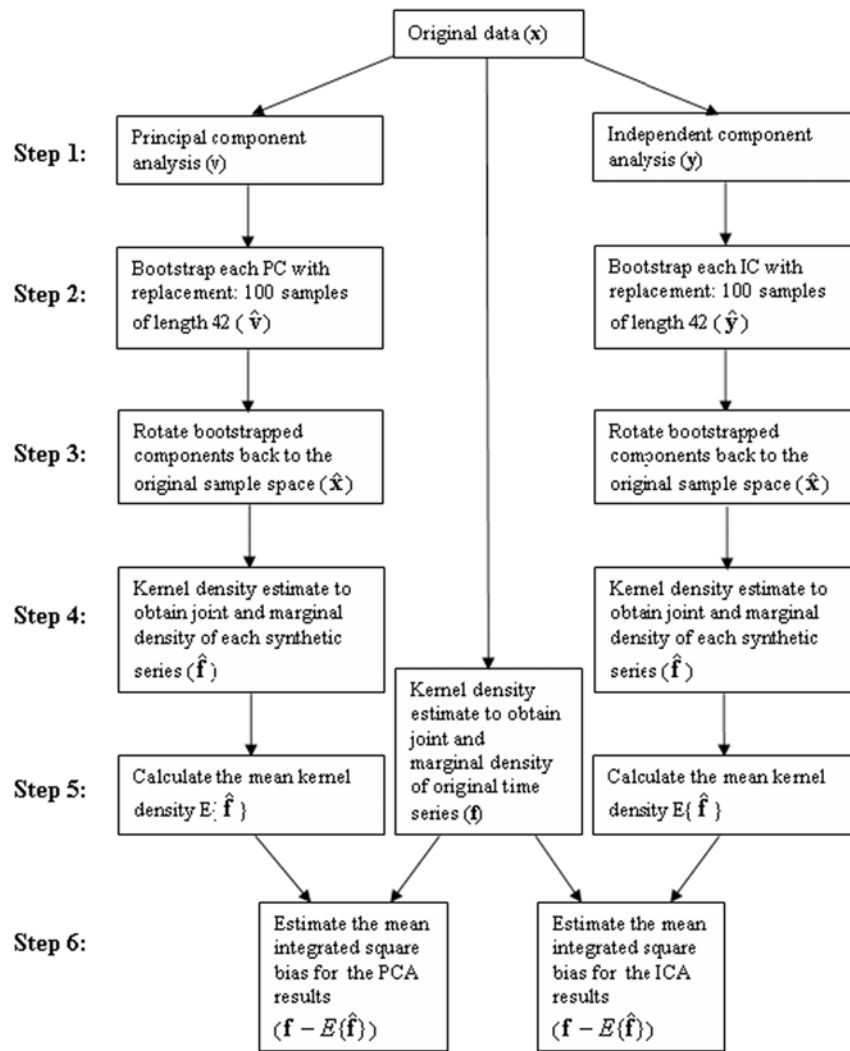 Original data (x)
Step 1:
Principal component
analysis (v)
Independent component
analysis (y)
Step 2:
Bootstrap each PC with
replacement: 100 samples
of length 42 ( v̂ )
Bootstrap each IC with
replacement: 100 samples
of length 42 ( ŷ )
Step 3:
Rotate bootstrapped
components back to the
original sample space ( x̂ )
Rotate bootstrapped
components back to the
original sample space ( x̂ )
Step 4:
Kernel density estimate to
obtain joint and marginal
density of each synthetic
series ( f̂ )
Kernel density estimate to
obtain joint and marginal
density of each synthetic
series ( f̂ )
Kernel density
estimate to obtain
joint and
marginal density
of original time
series (f)
Step 5:
Calculate the mean kernel
density E{ f̂ }
Calculate the mean kernel
density E{ f̂ }
Step 6:
Estimate the mean
integrated square
bias for the PCA
results
(f − E{f̂})
Estimate the mean
integrated square
bias for the ICA
results
(f − E{f̂})